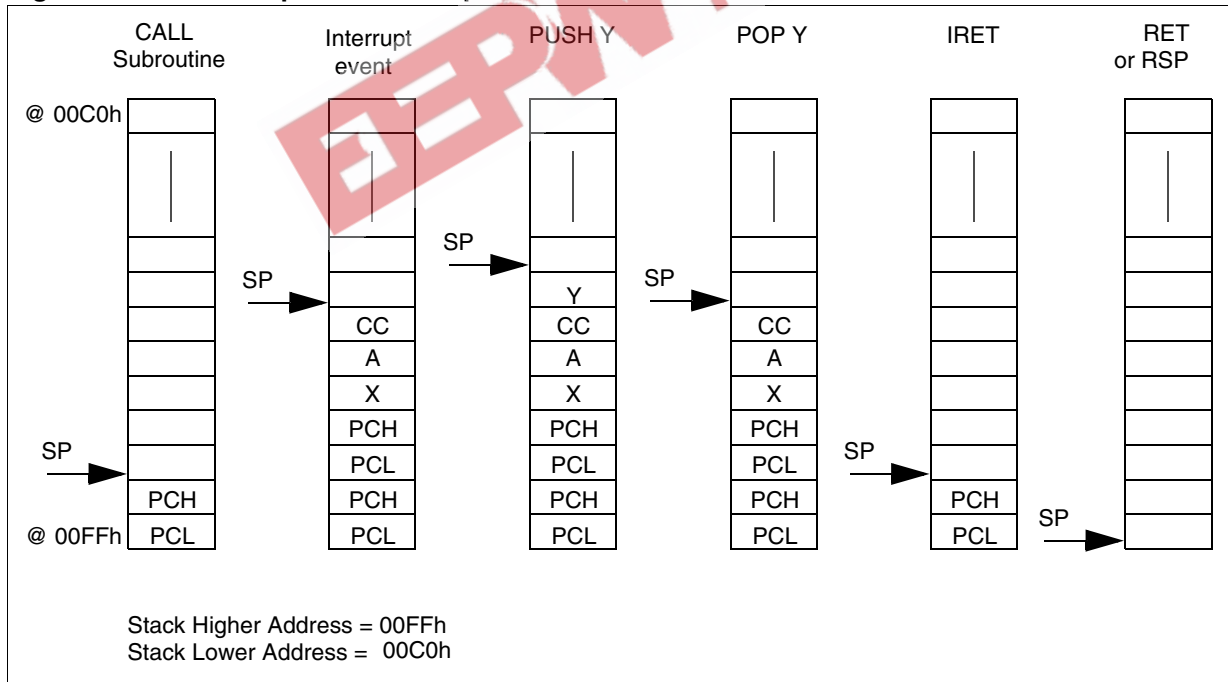 CALL Subroutine
Interrupt event
PUSH Y
POP Y
IRET
RET or RSP
@ 00C0h
SP
PCH
@ 00FFh PCL
SP
CC
A
X
PCH
PCL
PCH
PCL
SP
Y
CC
A
X
PCH
PCL
PCH
PCL
SP
CC
A
X
PCH
PCL
PCH
PCL
SP
PCH
PCL
SP
Stack Higher Address = 00FFh
Stack Lower Address = 00C0h